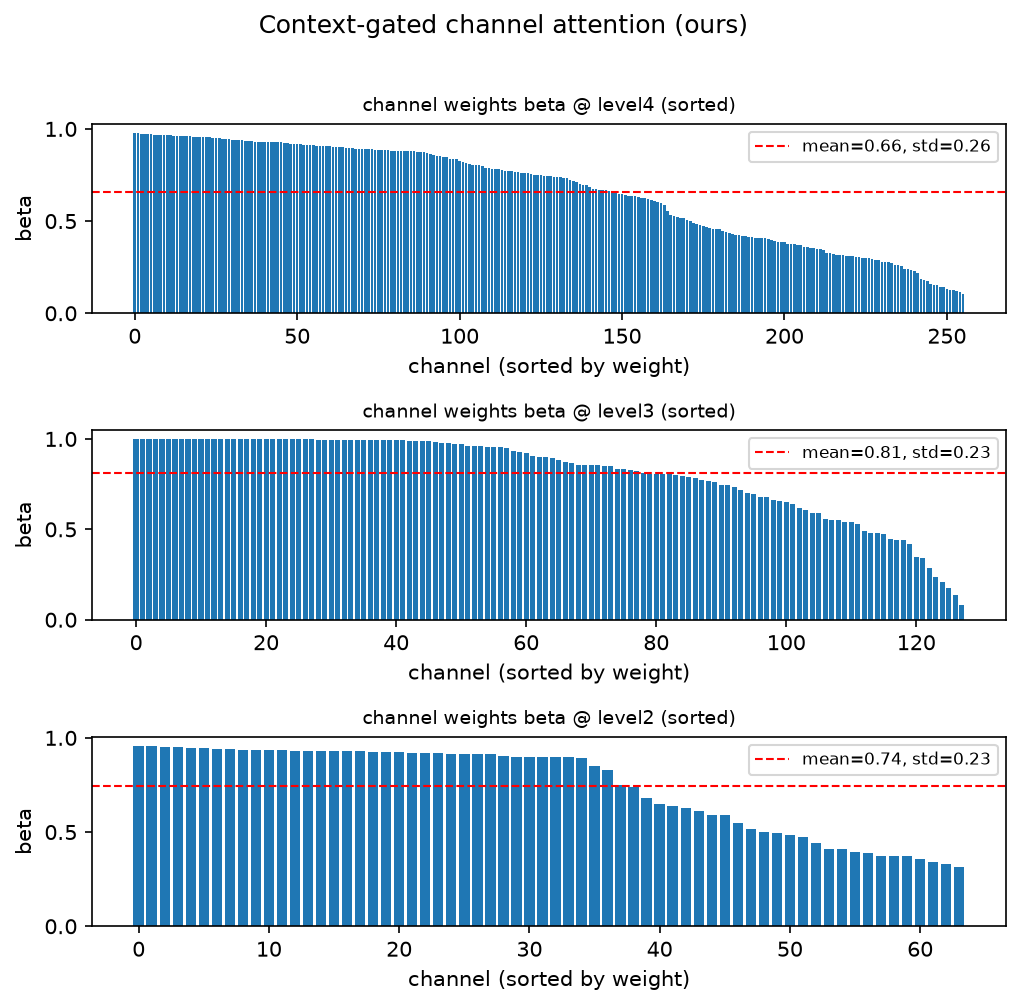 Context-gated channel attention (ours)
channel weights beta @ level4 (sorted)
mean=0.66, std=0.26
1.0
0.5
0.0
beta
0 50 100 150 200 250
channel (sorted by weight)
channel weights beta @ level3 (sorted)
mean=0.81, std=0.23
1.0
0.5
0.0
beta
0 20 40 60 80 100 120
channel (sorted by weight)
channel weights beta @ level2 (sorted)
mean=0.74, std=0.23
1.0
0.5
0.0
beta
0 10 20 30 40 50 60
channel (sorted by weight)